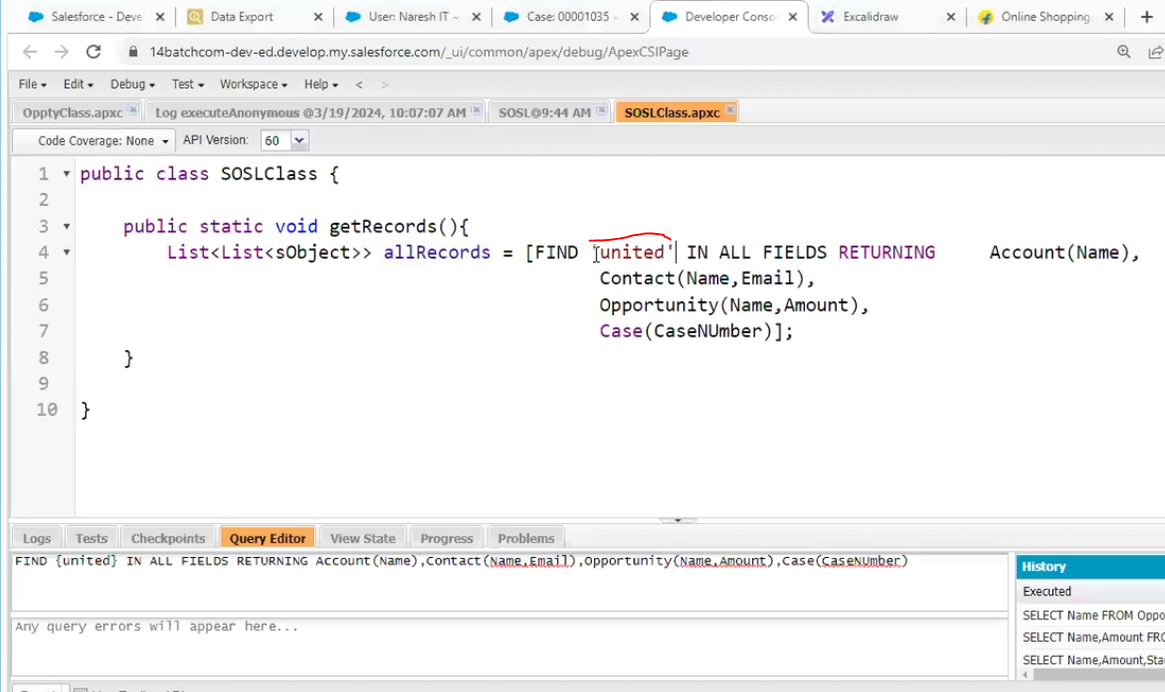 Salesforce - Deve
Data Export
User: Naresh IT ~
Case: 00001035 -
Developer Conso
Excalidraw
Online Shopping
14batchcom-dev-ed.develop.my.salesforce.com/_ui/common/apex/debug/ApexCSIPage
File Edit Debug Test Workspace Help < >
OpptyClass.apxc Log executeAnonymous @3/19/2024, 10:07:07 AM SOSL@9:44 AM SOSLClass.apxc
Code Coverage: None API Version: 60
1 public class SOSLClass {
2
3 public static void getRecords(){
4 List<List<sObject>> allRecords = [FIND 'united' IN ALL FIELDS RETURNING Account(Name),
5 Contact(Name,Email),
6 Opportunity(Name,Amount),
7 Case(CaseNUmber)];
8 }
9
10 }
Logs Tests Checkpoints Query Editor View State Progress Problems
FIND {united} IN ALL FIELDS RETURNING Account(Name),Contact(Name,Email),Opportunity(Name,Amount),Case(CaseNUmber)
Any query errors will appear here...
History
Executed
SELECT Name FROM Oppo
SELECT Name,Amount FRO
SELECT Name,Amount,Sta